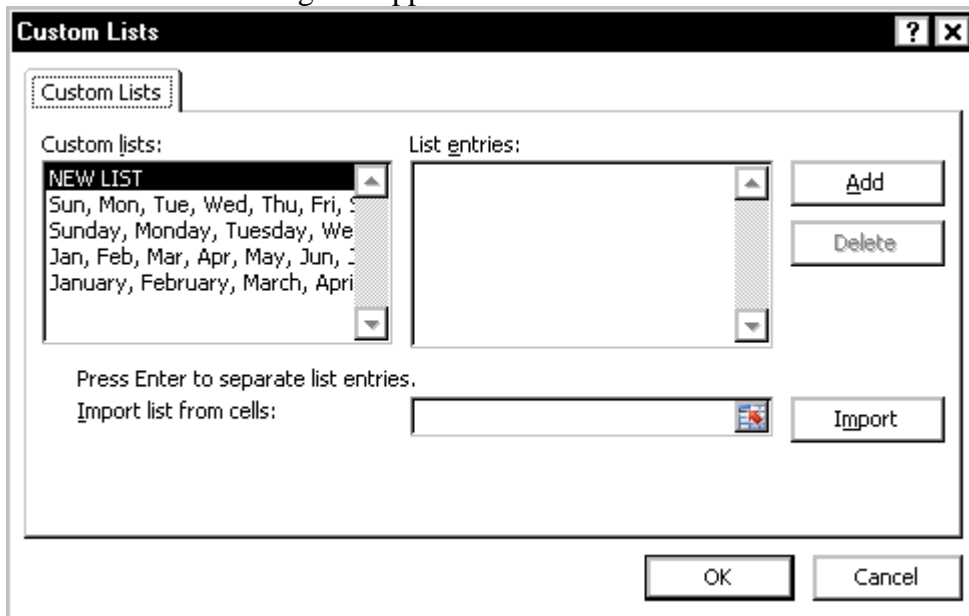 Custom Lists
Custom Lists
Custom lists:
List entries:
NEW LIST
Sun, Mon, Tue, Wed, Thu, Fri,
Sunday, Monday, Tuesday, We
Jan, Feb, Mar, Apr, May, Jun,
January, February, March, Apri
Add
Delete
Press Enter to separate list entries.
Import list from cells:
Import
OK
Cancel